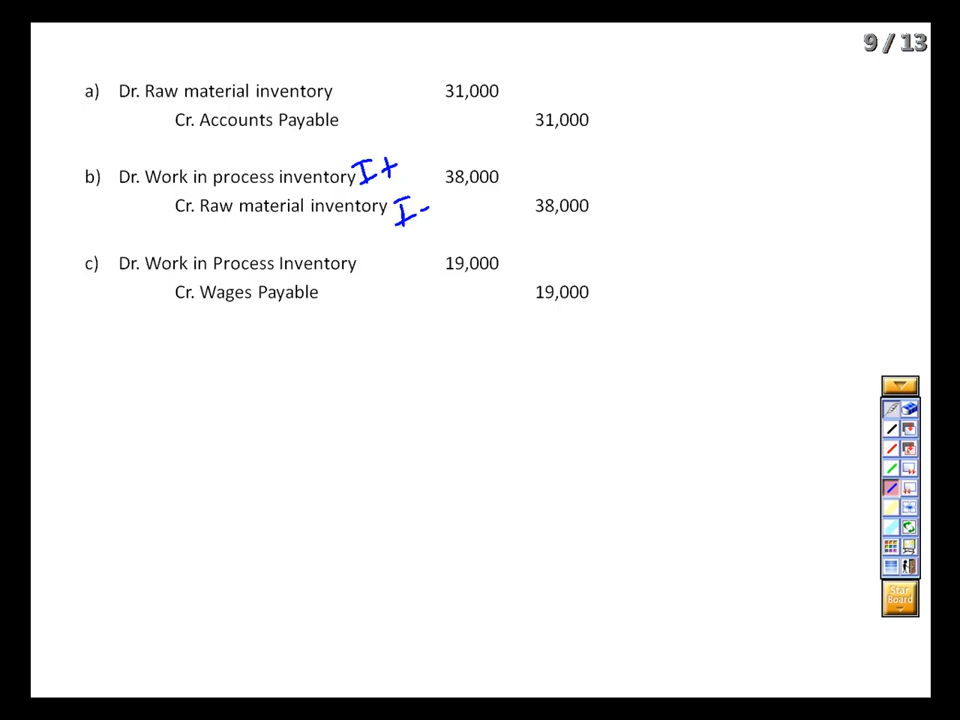 9 / 13
a) Dr. Raw material inventory 31,000
Cr. Accounts Payable 31,000
b) Dr. Work in process inventory I+ 38,000
Cr. Raw material inventory I- 38,000
c) Dr. Work in Process Inventory 19,000
Cr. Wages Payable 19,000
Star
Board